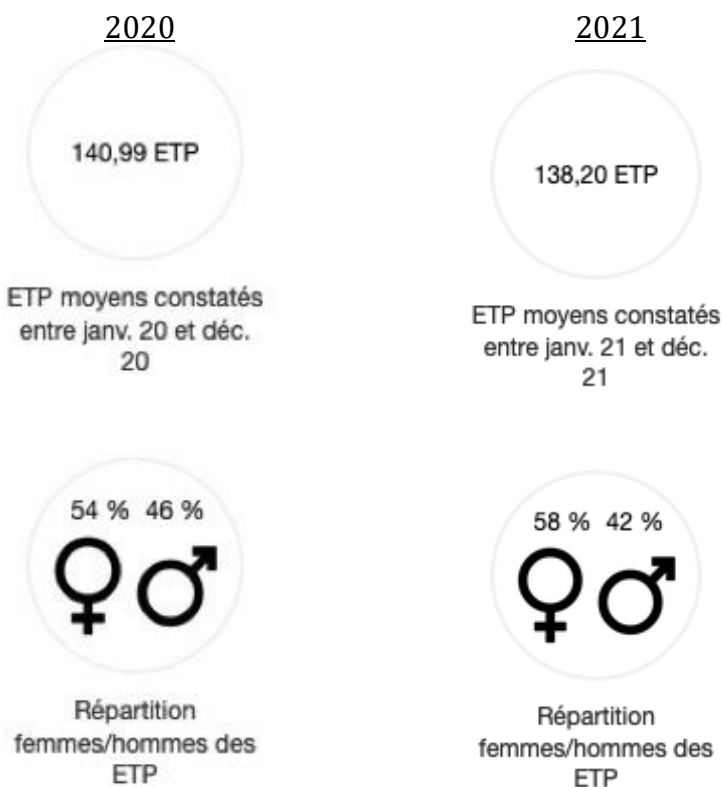 2020
140,99 ETP
ETP moyens constatés
entre janv. 20 et déc.
20
54 % 46 %
Répartition
femmes/hommes des
ETP
2021
138,20 ETP
ETP moyens constatés
entre janv. 21 et déc.
21
58 % 42 %
Répartition
femmes/hommes des
ETP